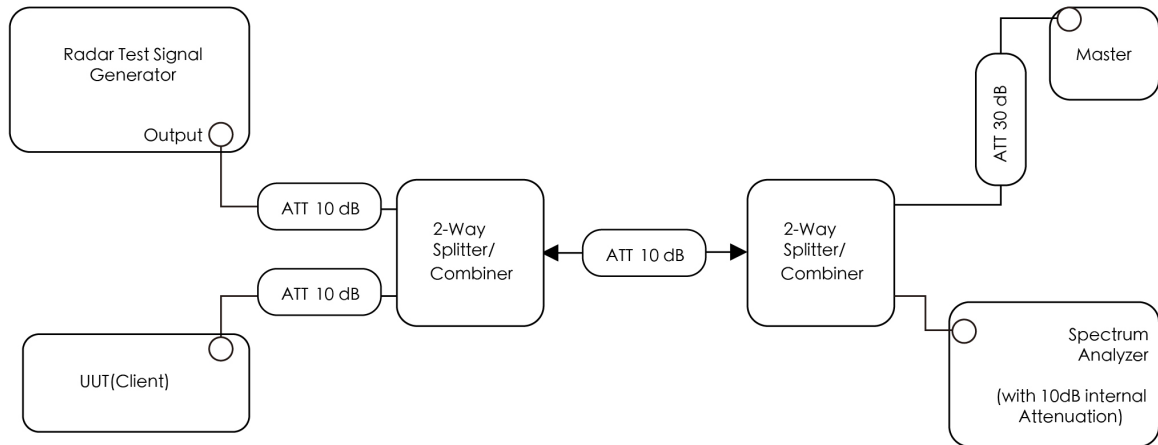 Radar Test Signal
Generator
Output
ATT 10 dB
2-Way
Splitter/
Combiner
ATT 10 dB
UUT(Client)
ATT 10 dB
2-Way
Splitter/
Combiner
ATT 30 dB
Master
Spectrum
Analyzer
(with 10dB internal
Attenuation)